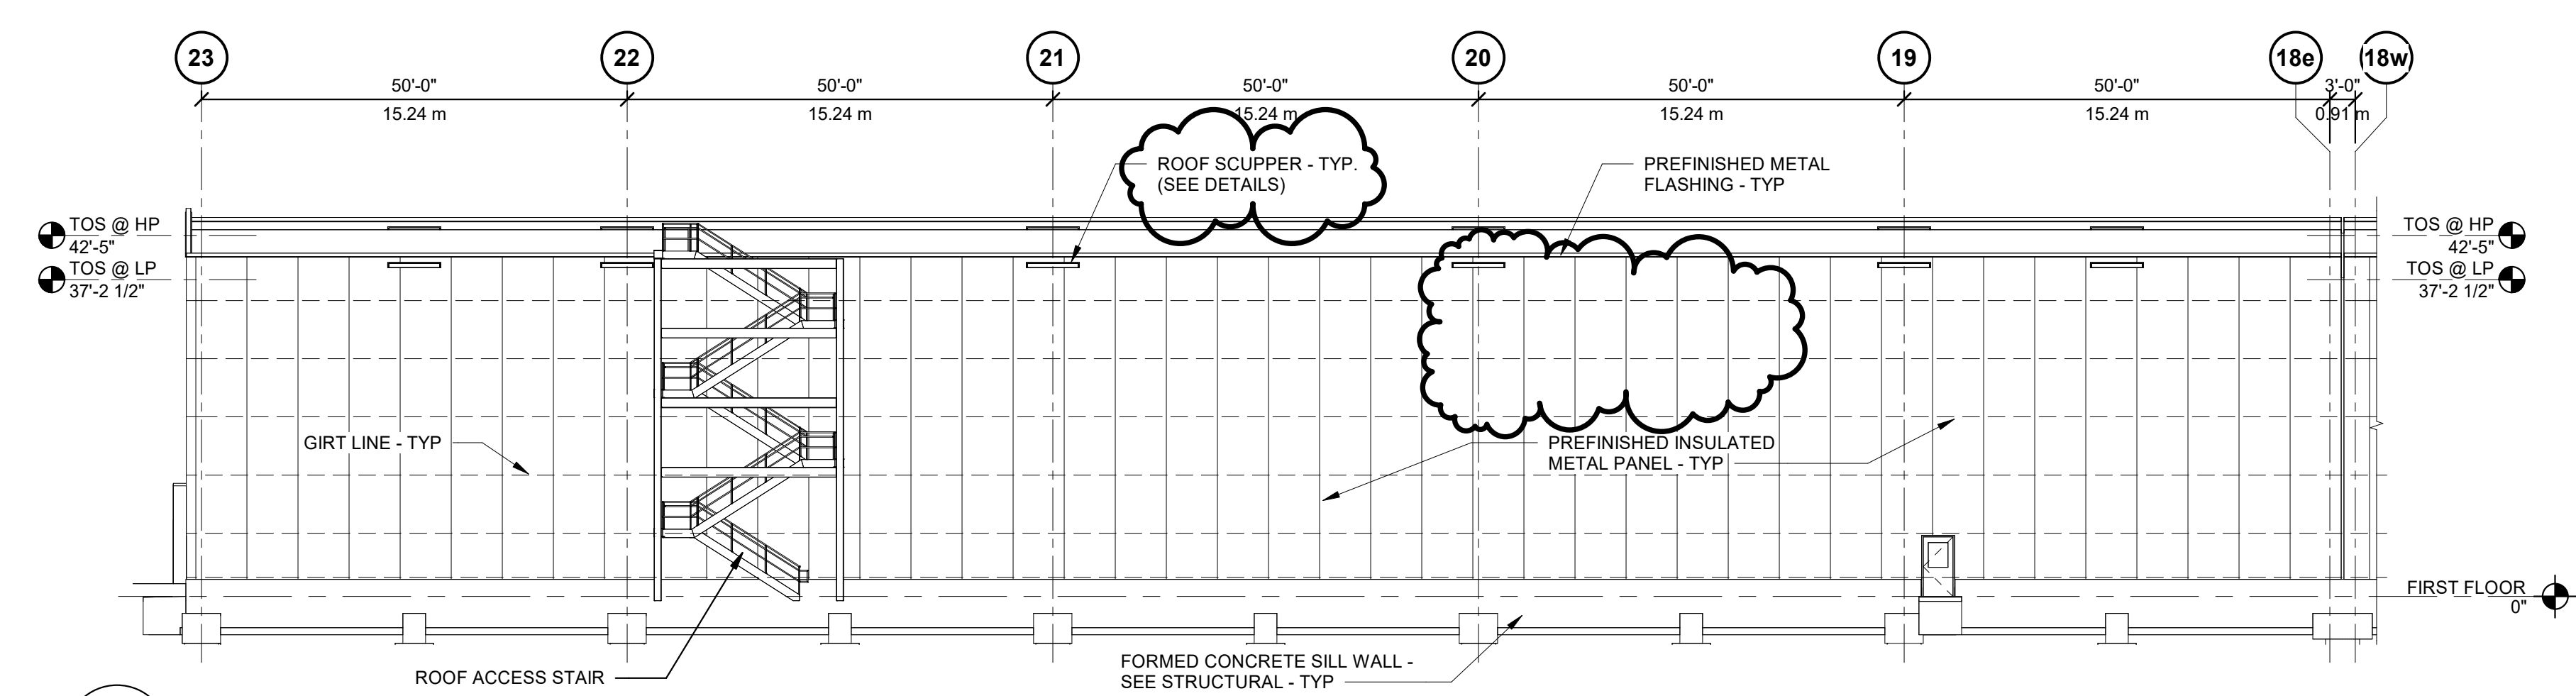 23
22
21
20
19
18e
18w
50'-0"
50'-0"
50'-0"
50'-0"
50'-0"
3'-0"
15.24 m
15.24 m
15.24 m
15.24 m
15.24 m
0.91 m
ROOF SCUPPER - TYP.
(SEE DETAILS)
PREFINISHED METAL
FLASHING - TYP
TOS @ HP
42'-5"
TOS @ LP
37'-2 1/2"
TOS @ HP
42'-5"
TOS @ LP
37'-2 1/2"
GIRT LINE - TYP
PREFINISHED INSULATED
METAL PANEL - TYP
FIRST FLOOR
0"
ROOF ACCESS STAIR
FORMED CONCRETE SILL WALL -
SEE STRUCTURAL - TYP